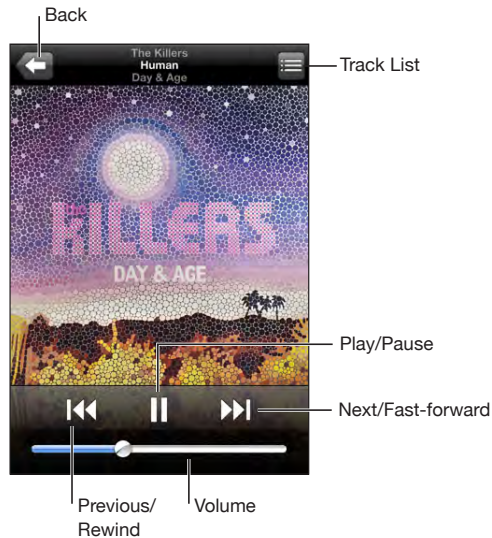 Back
The Killers
Human
Day & Age
Track List
The
KILLERS
DAY & AGE
Play/Pause
Next/Fast-forward
Previous/
Rewind
Volume